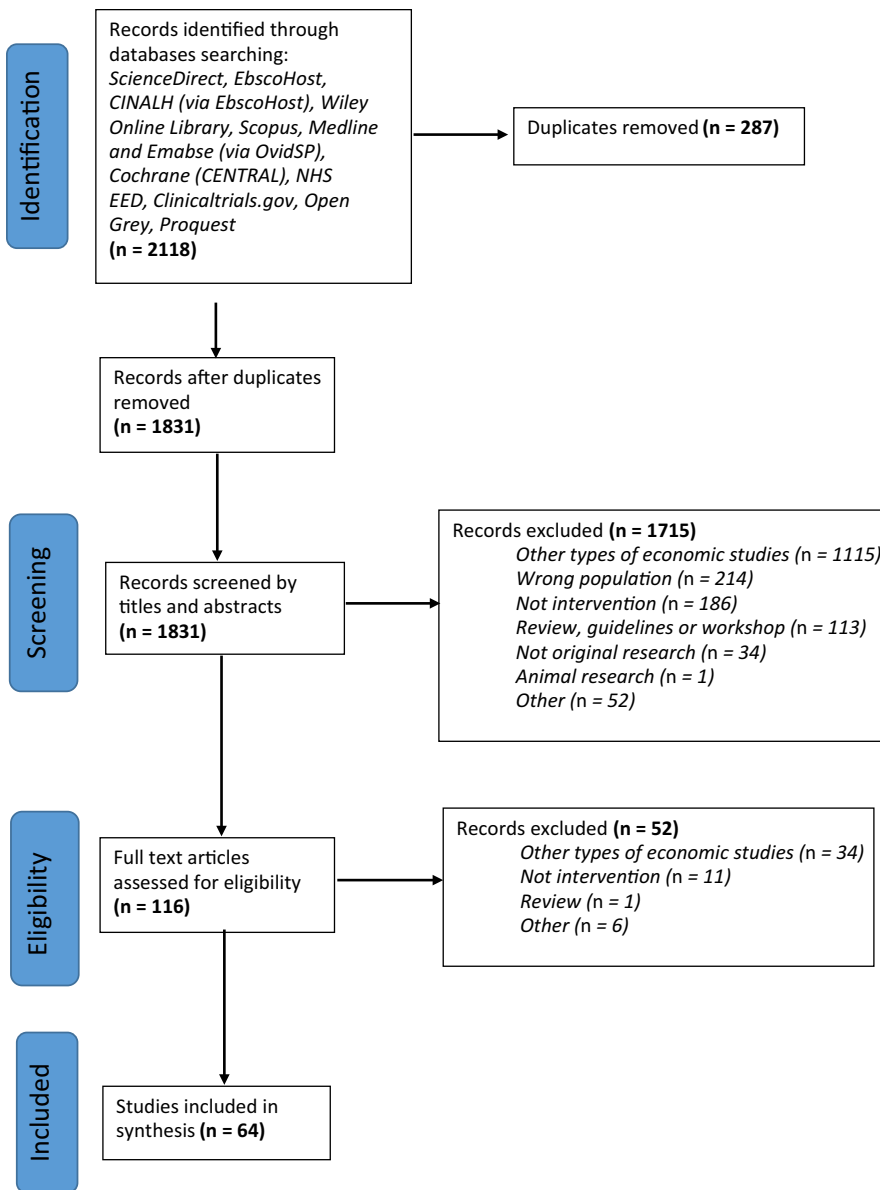 Identification
Records identified through
databases searching:
ScienceDirect, EbscoHost,
CINALH (via EbscoHost), Wiley
Online Library, Scopus, Medline
and Emabse (via OvidSP),
Cochrane (CENTRAL), NHS
EED, Clinicaltrials.gov, Open
Grey, Proquest
(n = 2118)
Duplicates removed (n = 287)
Records after duplicates
removed
(n = 1831)
Screening
Records screened by
titles and abstracts
(n = 1831)
Records excluded (n = 1715)
Other types of economic studies (n = 1115)
Wrong population (n = 214)
Not intervention (n = 186)
Review, guidelines or workshop (n = 113)
Not original research (n = 34)
Animal research (n = 1)
Other (n = 52)
Eligibility
Full text articles
assessed for eligibility
(n = 116)
Records excluded (n = 52)
Other types of economic studies (n = 34)
Not intervention (n = 11)
Review (n = 1)
Other (n = 6)
Included
Studies included in
synthesis (n = 64)